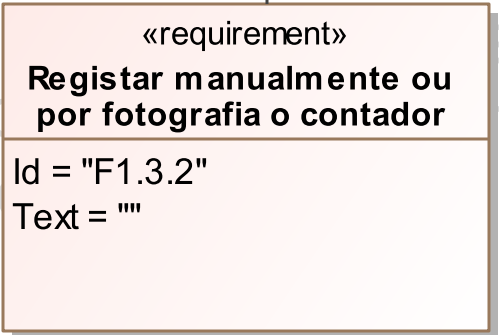 «requirement»
Registar manualmente ou
por fotografia o contador
Id = "F1.3.2"
Text = ""